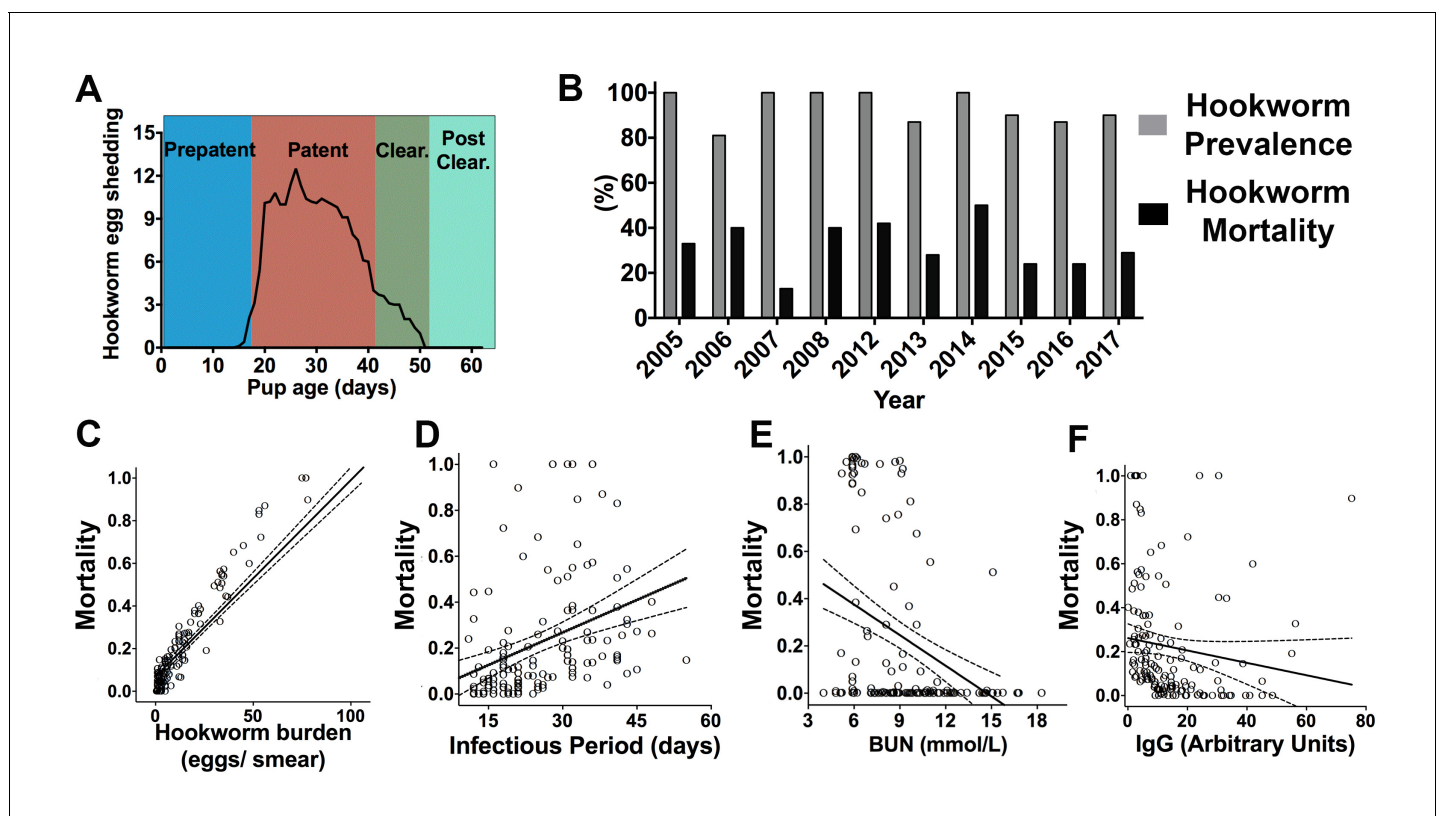 A
Hookworm egg shedding
15
12
9
6
3
0
Prepatent
Patent
Clear.
Post
Clear.
0 10 20 30 40 50 60
Pup age (days)
B
(%)
100
80
60
40
20
0
2005 2006 2007 2008 2012 2013 2014 2015 2016 2017
Year
Hookworm
Prevalence
Hookworm
Mortality
C
Mortality
1.0
0.8
0.6
0.4
0.2
0.0
0 50 100
Hookworm burden
(eggs/ smear)
D
Mortality
1.0
0.8
0.6
0.4
0.2
0.0
15 30 45 60
Infectious Period (days)
E
Mortality
1.0
0.8
0.6
0.4
0.2
0.0
3 6 9 12 15 18
BUN (mmol/L)
F
Mortality
1.0
0.8
0.6
0.4
0.2
0.0
0 20 40 60 80
IgG (Arbitrary Units)